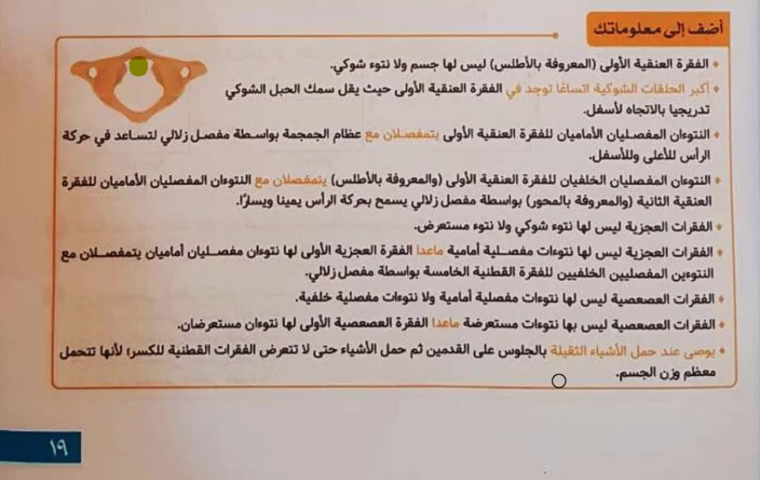 أضف إلى معلوماتك
• الفقرة العنقية الأولى (المعروفة بالأطلس) ليس لها جسم ولا نتوء شوكي.
• أكبر الحلقات الشوكية اتساعًا توجد في الفقرة العنقية الأولى حيث يقل سمك الحبل الشوكي
تدريجيا بالاتجاه لأسفل.
• النتوءان المفصليان الأماميان للفقرة العنقية الأولى يتمفصلان مع عظام الجمجمة بواسطة مفصل زلالي لتساعد في حركة
الرأس للأعلى وللأسفل.
• النتوءان المفصليان الخلفيان للفقرة العنقية الأولى (والمعروفة بالأطلس) يتمفصلان مع النتوءان المفصليان الأماميان للفقرة
العنقية الثانية (والمعروفة بالمحور) بواسطة مفصل زلالي يسمح بحركة الرأس يمينا ويسارًا.
• الفقرات العجزية ليس لها نتوء شوكي ولا نتوء مستعرض.
• الفقرات العجزية ليس لها نتوءات مفصلية أمامية ماعدا الفقرة العجزية الأولى لها نتوءان مفصليان أماميان يتمفصلان مع
النتوءين المفصليين الخلفيين للفقرة القطنية الخامسة بواسطة مفصل زلالي.
• الفقرات العصعصية ليس لها نتوءات مفصلية أمامية ولا نتوءات مفصلية خلفية.
• الفقرات العصعصية ليس بها نتوءات مستعرضة ماعدا الفقرة العصعصية الأولى لها نتوءان مستعرضان.
• يوصى عند حمل الأشياء الثقيلة بالجلوس على القدمين ثم حمل الأشياء حتى لا تتعرض الفقرات القطنية للكسر؛ لأنها تتحمل
معظم وزن الجسم.
١٩